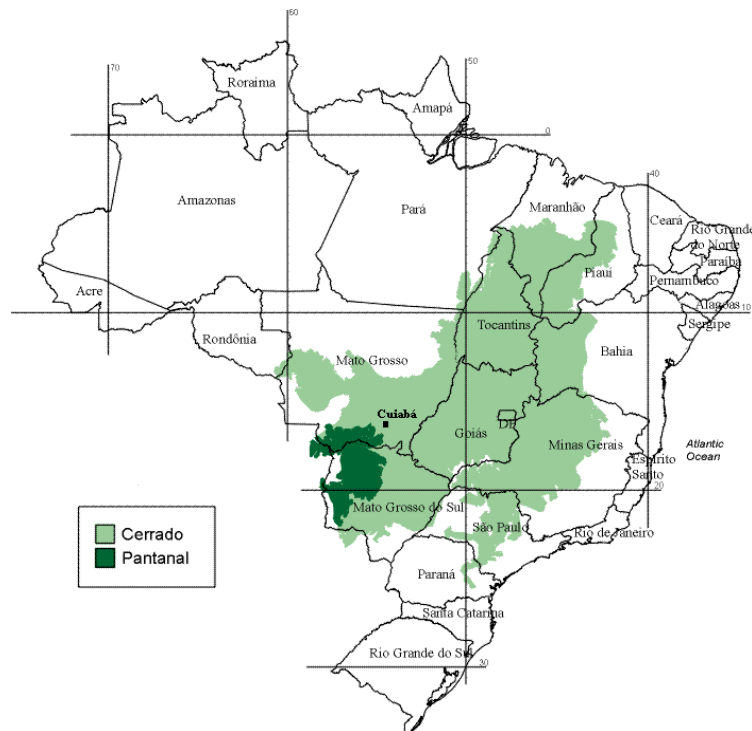 60
50
70
Roraima
Amapá
0
40
Amazonas
Pará
Maranhão
Ceará
Rio Grande
do Norte
Paraíba
Piaui
Pernambuco
Acre
Alagoas
10
Tocantins
Sergipe
Rondônia
Mato Grosso
Bahia
Cuiabá
DF
Goiás
Minas Gerais
Atlantic
Ocean
Espírito
Santo
20
Mato Grosso do Sul
São Paulo
Rio de Janeiro
Cerrado
Pantanal
Paraná
Santa Catarina
Rio Grande do Sul
30